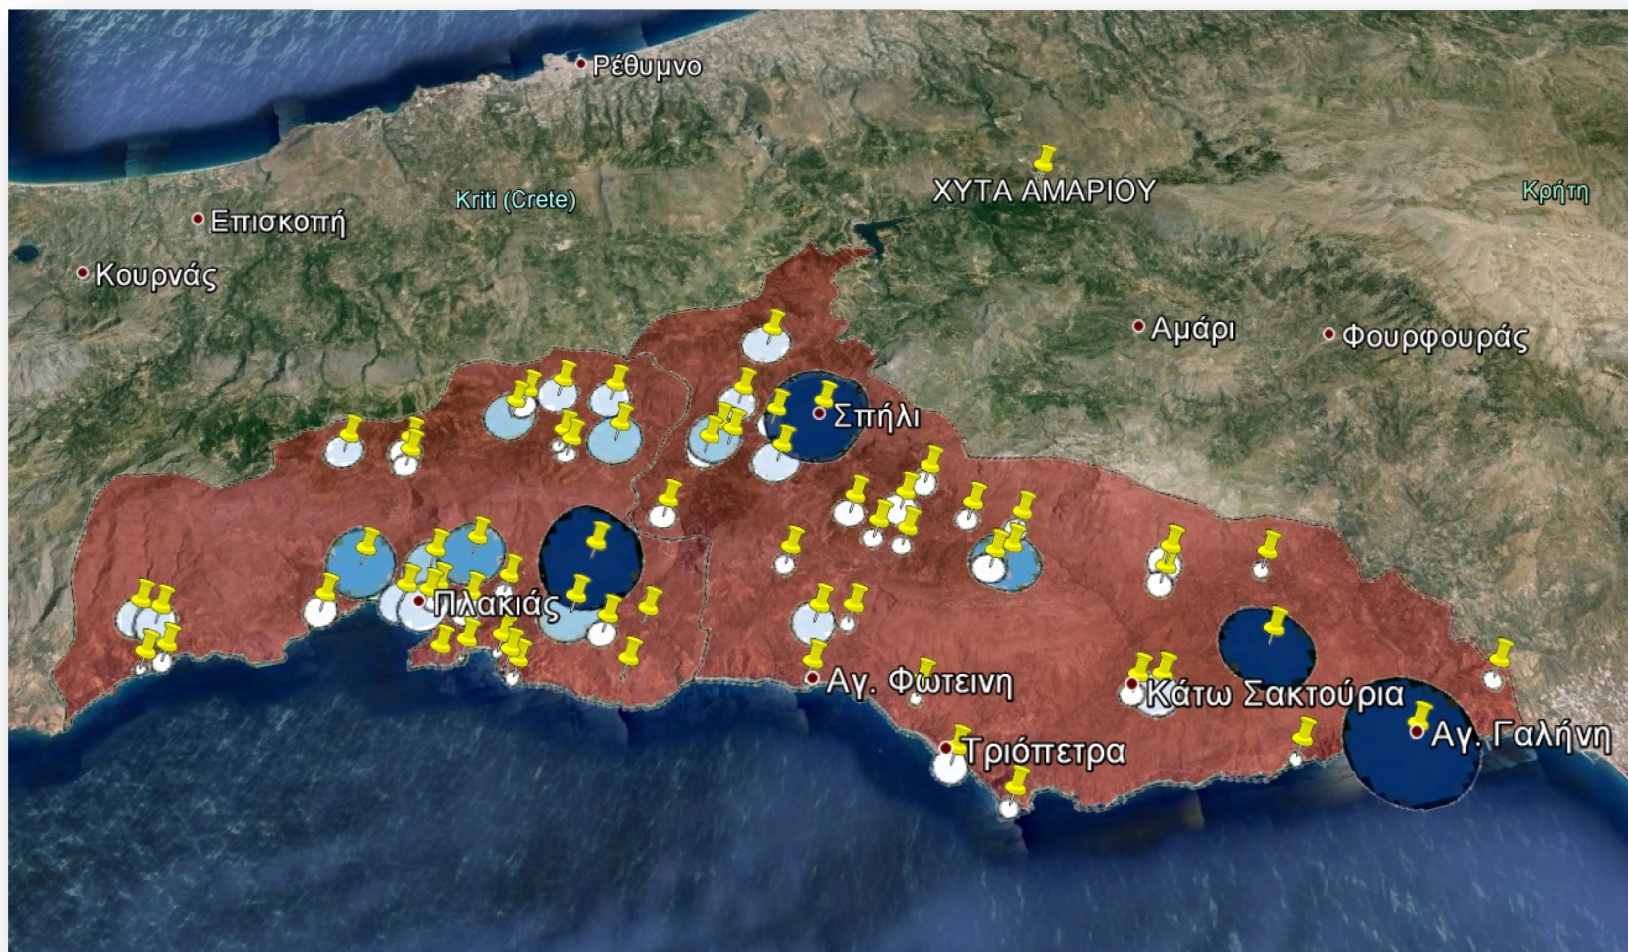 Ρέθυμνο
ΧΥΤΑ ΑΜΑΡΙΟΥ
Kriti (Crete)
Κρήτη
Επισκοπή
Κουρνάς
Αμάρι
Φουρφουράς
Σπήλι
Πλακιάς
Αγ. Φωτεινη
Κάτω Σακτούρια
Τριόπετρα
Αγ. Γαλήνη